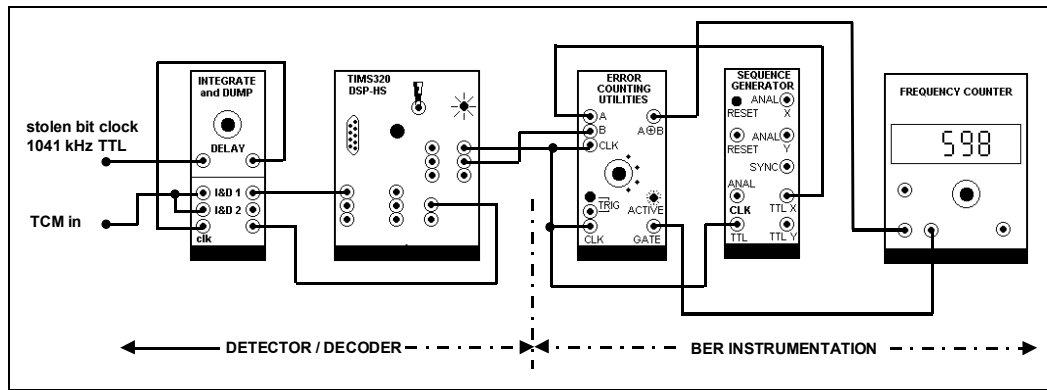 stolen bit clock
1041 kHz TTL
TCM in
INTEGRATE
and DUMP
DELAY
I&D 1
I&D 2
clk
TIMS320
DSP-HS
ERROR
COUNTING
UTILITIES
A
B
A⊕B
CLK
TRIG
ACTIVE
CLK
GATE
SEQUENCE
GENERATOR
ANAL
RESET
X
ANAL
RESET
Y
SYNC
ANAL
CLK
TTL X
TTL
TTL Y
FREQUENCY COUNTER
598
DETECTOR / DECODER
BER INSTRUMENTATION